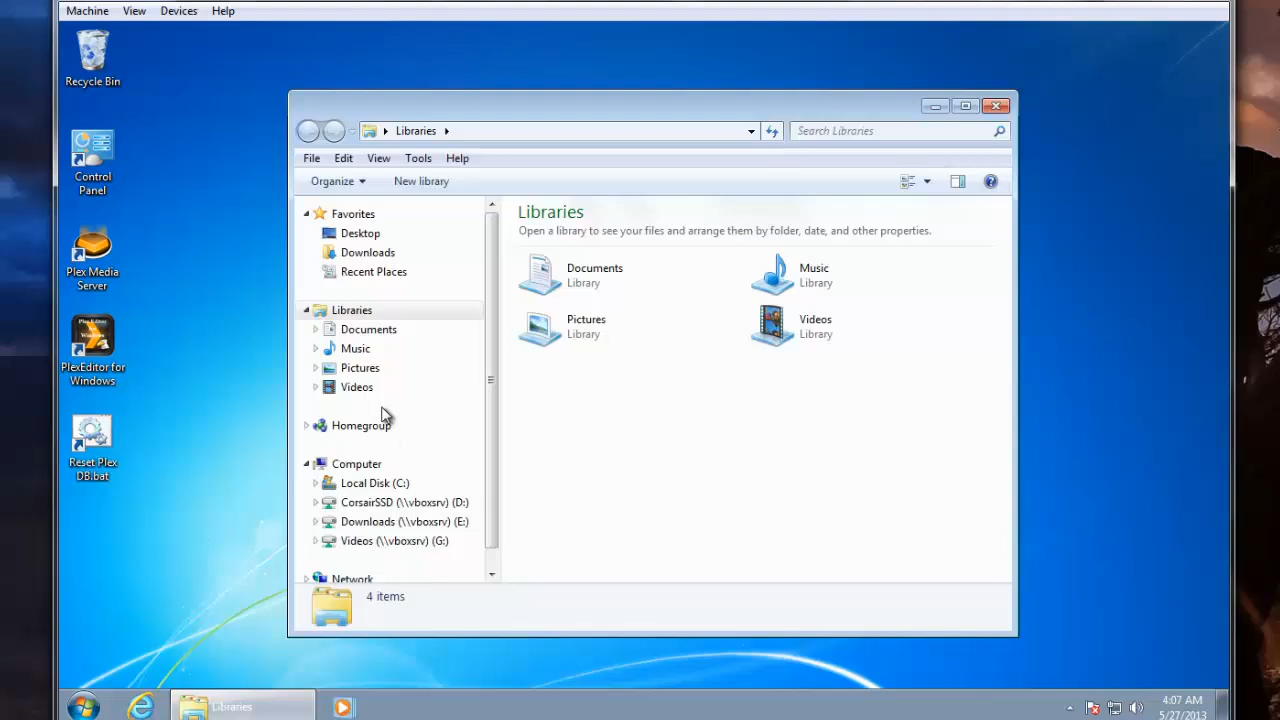 Machine View Devices Help
Recycle Bin
Control
Panel
Plex Media
Server
Plex Editor
Windows
PlexEditor for
Windows
Reset Plex
DB.bat
Libraries
Search Libraries
File Edit View Tools Help
Organize New library
Favorites
Desktop
Downloads
Recent Places
Libraries
Documents
Music
Pictures
Videos
Homegroup
Computer
Local Disk (C:)
CorsairSSD (\\vboxsrv) (D:)
Downloads (\\vboxsrv) (E:)
Videos (\\vboxsrv) (G:)
Network
Libraries
Open a library to see your files and arrange them by folder, date, and other properties.
Documents
Library
Music
Library
Pictures
Library
Videos
Library
4 items
Libraries
4:07 AM
5/27/2013